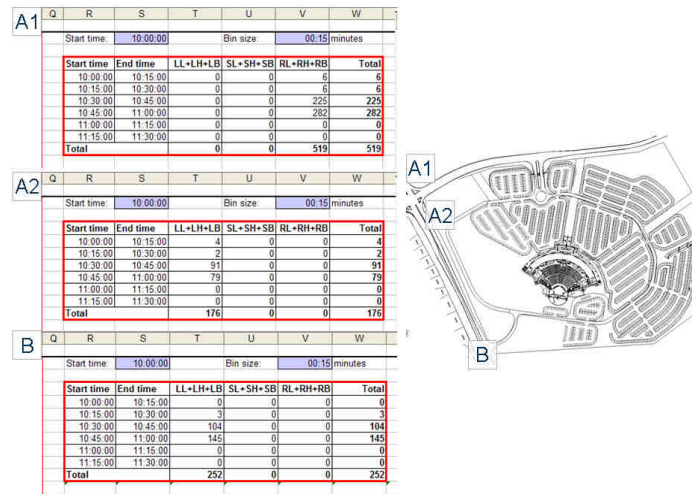 A1
Q R S T U V W
Start time: 10:00:00 Bin size: 00:15 minutes
Start time End time LL+LH+LB SL+SH+SB RL+RH+RB Total
10:00:00 10:15:00 0 0 6 6
10:15:00 10:30:00 0 0 6 6
10:30:00 10:45:00 0 0 225 225
10:45:00 11:00:00 0 0 282 282
11:00:00 11:15:00 0 0 0 0
11:15:00 11:30:00 0 0 0 0
Total 0 0 519 519
A2
Q R S T U V W
Start time: 10:00:00 Bin size: 00:15 minutes
Start time End time LL+LH+LB SL+SH+SB RL+RH+RB Total
10:00:00 10:15:00 4 0 0 4
10:15:00 10:30:00 2 0 0 2
10:30:00 10:45:00 91 0 0 91
10:45:00 11:00:00 79 0 0 79
11:00:00 11:15:00 0 0 0 0
11:15:00 11:30:00 0 0 0 0
Total 176 0 0 176
B
Q R S T U V W
Start time: 10:00:00 Bin size: 00:15 minutes
Start time End time LL+LH+LB SL+SH+SB RL+RH+RB Total
10:00:00 10:15:00 0 0 0 0
10:15:00 10:30:00 3 0 0 3
10:30:00 10:45:00 104 0 0 104
10:45:00 11:00:00 145 0 0 145
11:00:00 11:15:00 0 0 0 0
11:15:00 11:30:00 0 0 0 0
Total 252 0 0 252
A1
A2
B